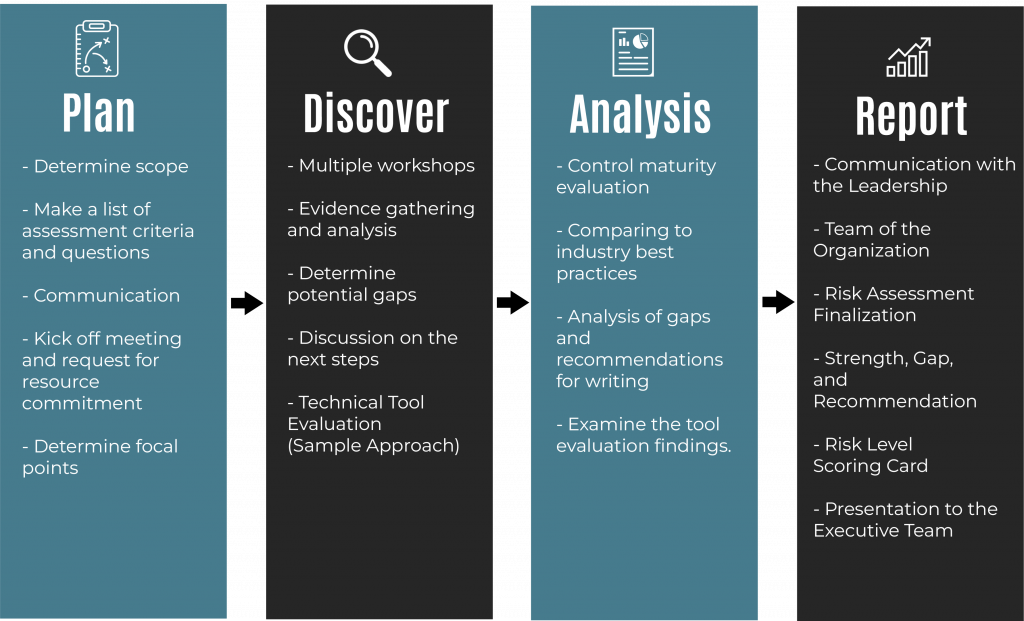 Plan
- Determine scope
- Make a list of
assessment criteria
and questions
- Communication
- Kick off meeting
and request for
resource
commitment
- Determine focal
points
Discover
- Multiple workshops
- Evidence gathering
and analysis
- Determine
potential gaps
- Discussion on the
next steps
- Technical Tool
Evaluation
(Sample Approach)
Analysis
- Control maturity
evaluation
- Comparing to
industry best
practices
- Analysis of gaps
and
recommendations
for writing
- Examine the tool
evaluation findings.
Report
- Communication with
the Leadership
- Team of the
Organization
- Risk Assessment
Finalization
- Strength, Gap,
and
Recommendation
- Risk Level
Scoring Card
- Presentation to the
Executive Team